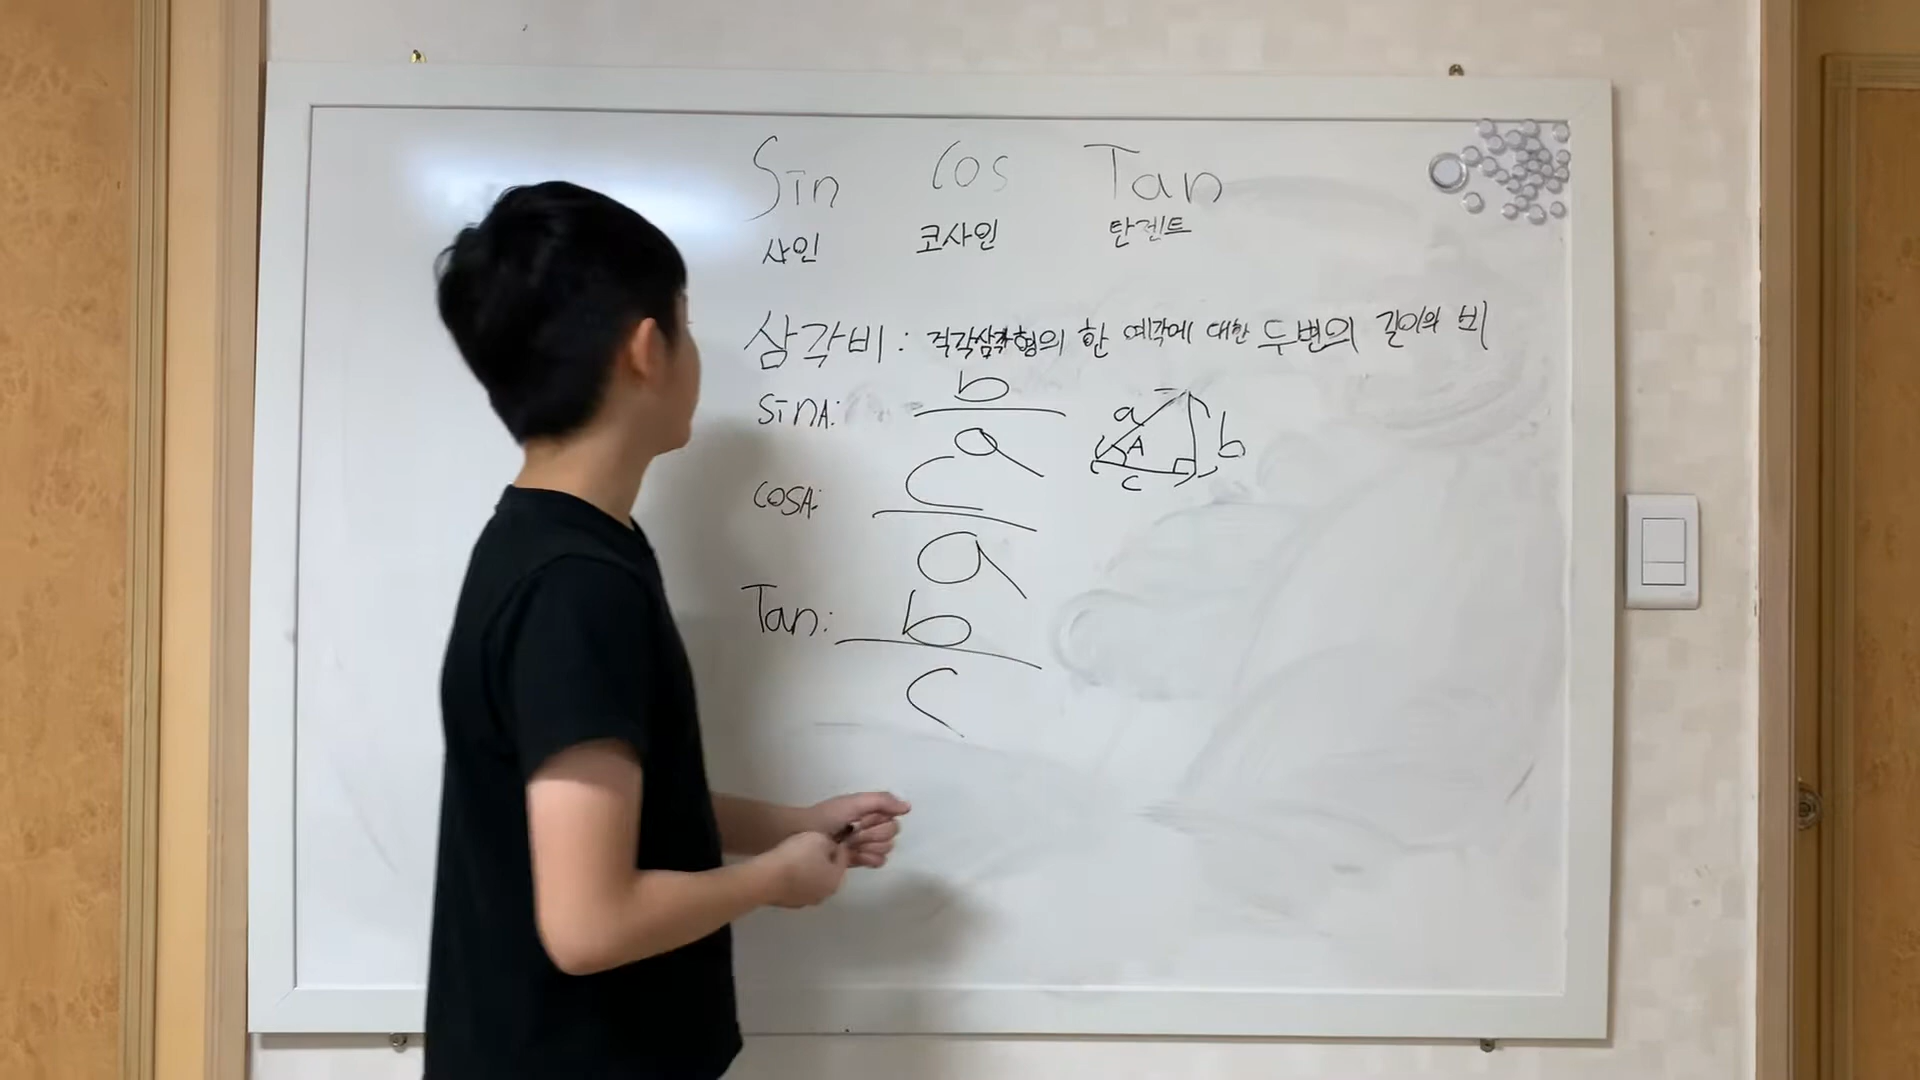 Sin Cos Tan
사인 코사인 탄젠트
삼각비 : 직각삼각형의 한 예각에 대한 두변의 길이의 비
sinA: b
a
cosA: c
a
Tan: b
c
a
A
b
c